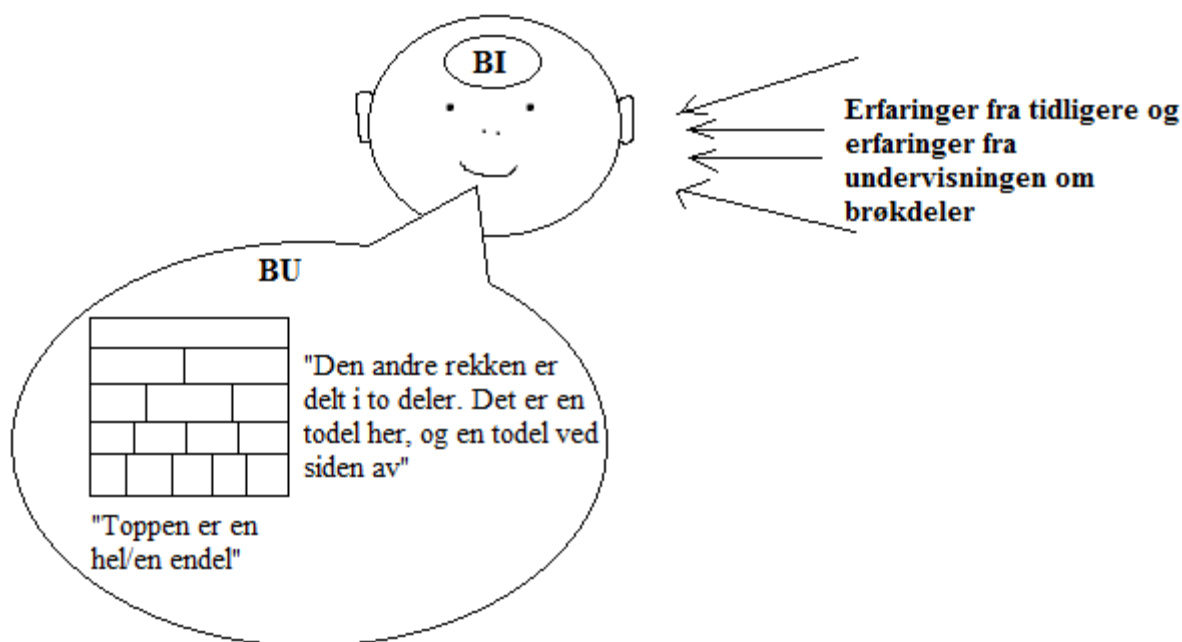 BI
Erfaringer fra tidligere og
erfaringer fra
undervisningen om
brøkdeler
BU
"Den andre rekken er
delt i to deler. Det er en
todel her, og en todel ved
siden av"
"Toppen er en
hel/en endel"